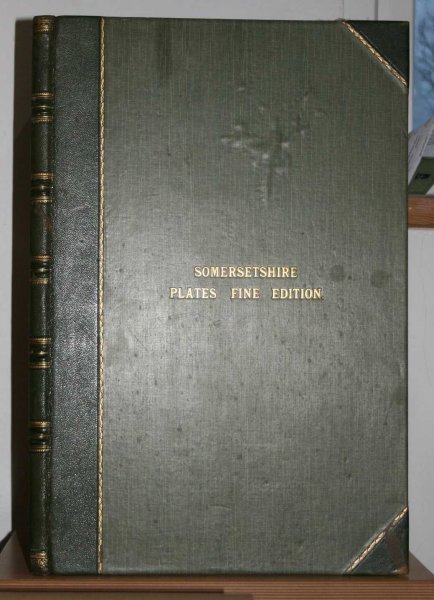 SOMERSETSHIRE
PLATES FINE EDITION.